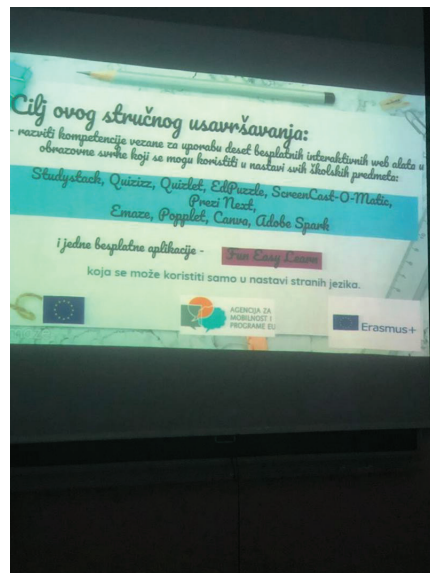 Cilj ovog stručnog usavršavanja:
- razviti kompetencije vezane za uporabu deset besplatnih interaktivnih web alata u
obrazovne svrhe koji se mogu koristiti u nastavi svih školskih predmeta:
Studystack, Quizizz, Quizlet, EdPuzzle, ScreenCast-O-Matic,
Prezi Next,
Emaze, Popplet, Canva, Adobe Spark
i jedne besplatne aplikacije - Fun Easy Learn
koja se može koristiti samo u nastavi stranih jezika.
AGENCIJA ZA
MOBILNOST I
PROGRAME EU
Erasmus+